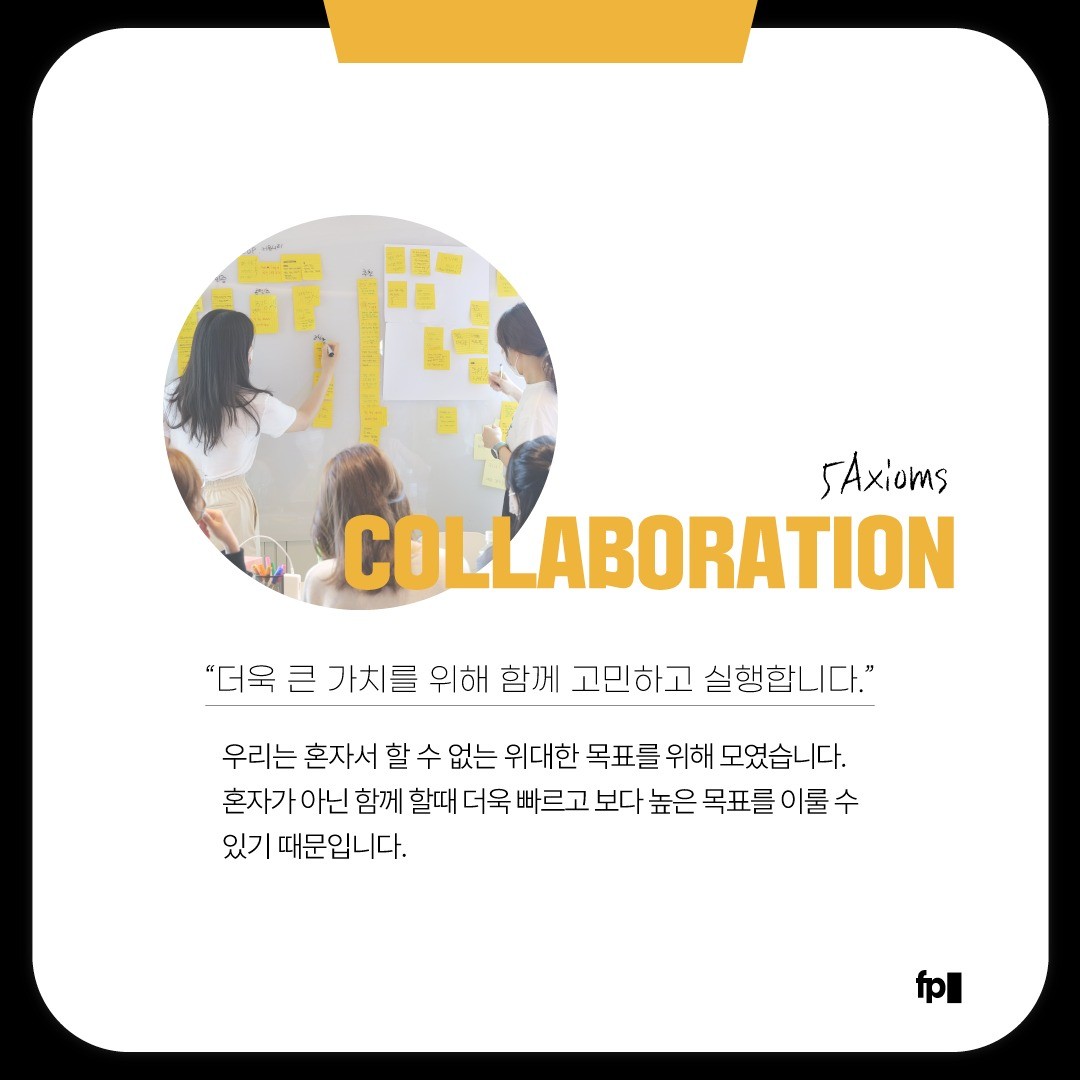 5Axioms
COLLABORATION
“더욱 큰 가치를 위해 함께 고민하고 실행합니다.”
우리는 혼자서 할 수 없는 위대한 목표를 위해 모였습니다.
혼자가 아닌 함께 할때 더욱 빠르고 보다 높은 목표를 이룰 수
있기 때문입니다.
fp